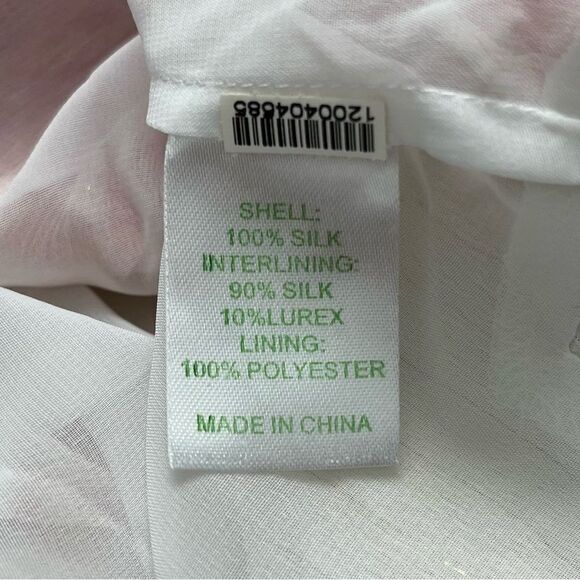 1200404685
SHELL:
100% SILK
INTERLINING:
90% SILK
10%LUREX
LINING:
100% POLYESTER
MADE IN CHINA